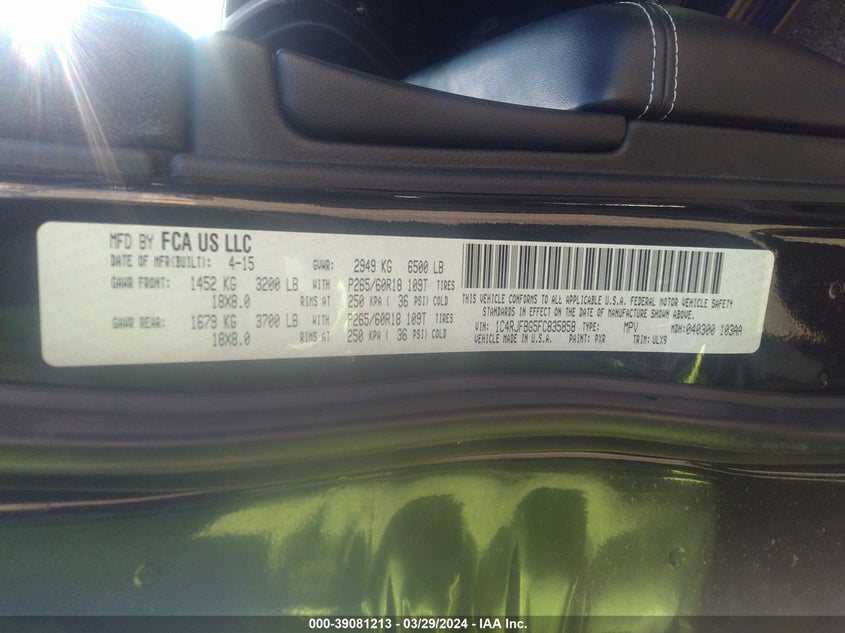 MFD BY FCA US LLC
DATE OF MFR(BUILT): 4-15 GVWR: 2949 KG 6500 LB
GAWR FRONT: 1452 KG 3200 LB WITH P265/60R18 109T TIRES
18X8.0 RIMS AT 250 KPA ( 36 PSI) COLD
GAWR REAR: 1679 KG 3700 LB WITH P265/60R18 109T TIRES
18X8.0 RIMS AT 250 KPA ( 36 PSI) COLD
THIS VEHICLE CONFORMS TO ALL APPLICABLE U.S.A. FEDERAL MOTOR VEHICLE SAFETY
STANDARDS IN EFFECT ON THE DATE OF MANUFACTURE SHOWN ABOVE.
VIN: 1C4RJFBG5FC835858 TYPE: MPV MDH: 040300 103AA
VEHICLE MADE IN U.S.A. PAINT: PXR TRIM: ULX9
000-39081213 - 03/29/2024 - IAA Inc.